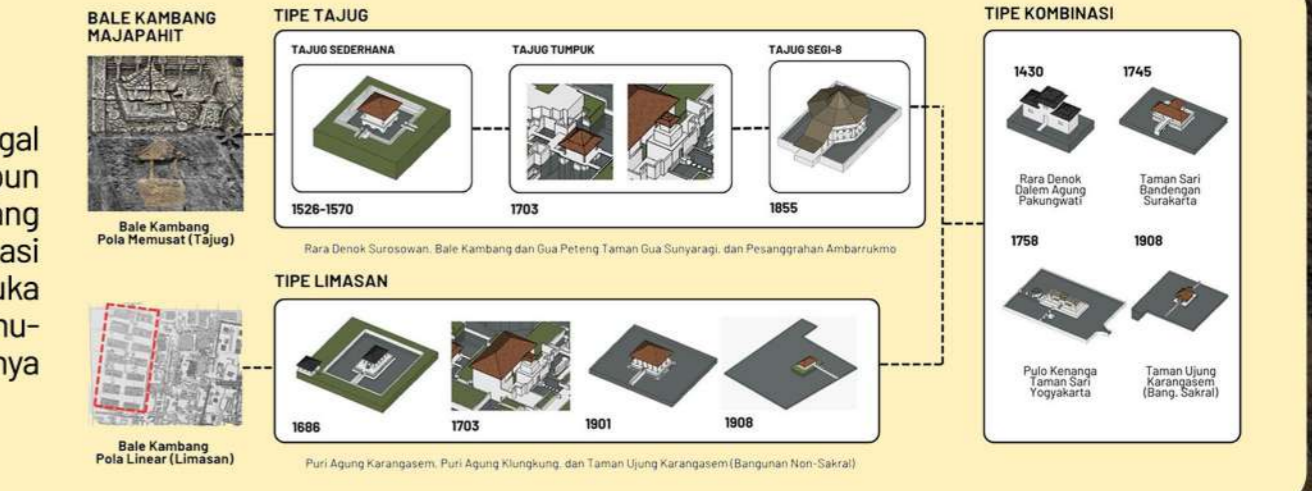 gal
pun
ang
asi
uka
nu-
nya
BALE KAMBANG
MAJAPAHIT
Bale Kambang
Pola Memusat (Tajug)
Bale Kambang
Pola Linear (Limasan)
TIPE TAJUG
TAJUG SEDERHANA
1526-1570
TAJUG TUMPUK
1703
TAJUG SEGI-8
1855
Rara Denok Surosowan, Bale Kambang dan Gua Peteng Taman Gua Sunyaragi, dan Pesanggrahan Ambarrukmo
TIPE LIMASAN
1686
1703
1901
1908
Puri Agung Karangasem, Puri Agung Klungkung, dan Taman Ujung Karangasem (Bangunan Non-Sakral)
TIPE KOMBINASI
1430
Rara Denok
Dalem Agung
Pakungwati
1745
Taman Sari
Bandengan
Surakarta
1758
Pulo Kenanga
Taman Sari
Yogyakarta
1908
Taman Ujung
Karangasem
(Bang. Sakral)